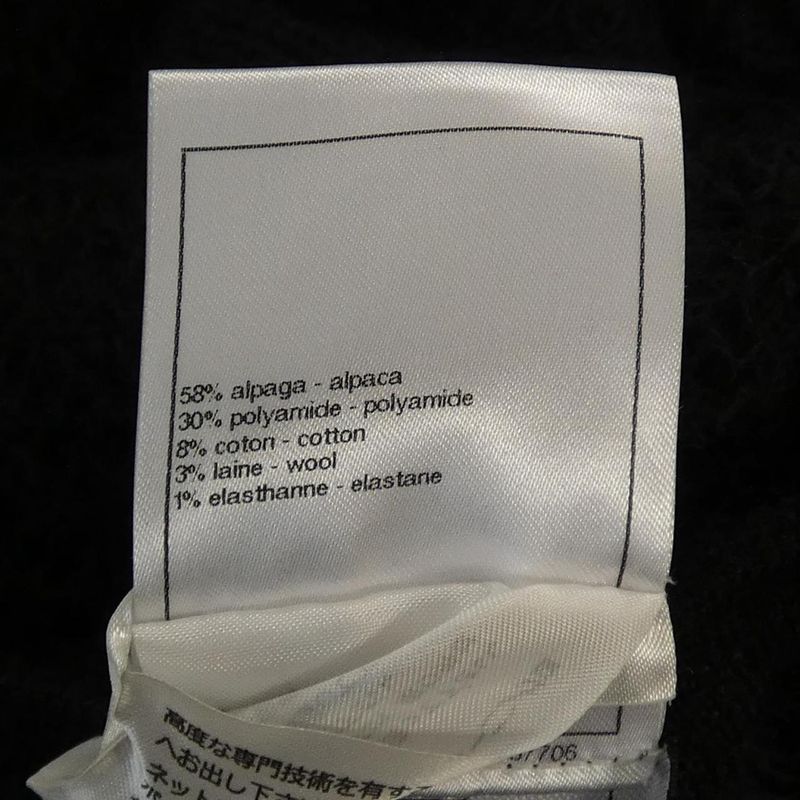 58% alpaga - alpaca
30% polyamide - polyamide
8% coton - cotton
3% laine - wool
1% elasthanne - elastane
高度な専門技術を有す
へお出し下さ
ネット
706